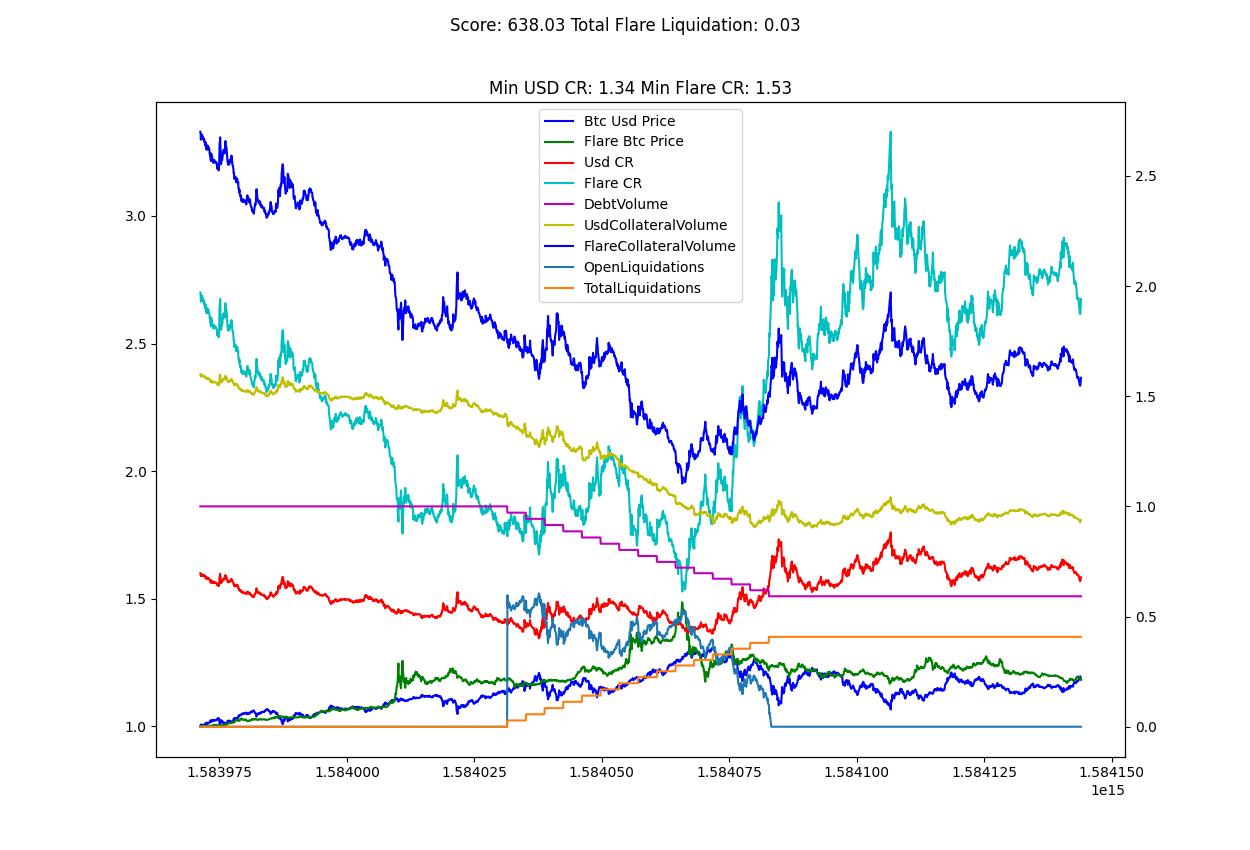 Score: 638.03 Total Flare Liquidation: 0.03
Min USD CR: 1.34 Min Flare CR: 1.53
Btc Usd Price
Flare Btc Price
Usd CR
Flare CR
DebtVolume
UsdCollateralVolume
FlareCollateralVolume
OpenLiquidations
TotalLiquidations
3.0
2.5
2.0
1.5
1.0
2.5
2.0
1.5
1.0
0.5
0.0
1.583975 1.584000 1.584025 1.584050 1.584075 1.584100 1.584125 1.584150
1e15